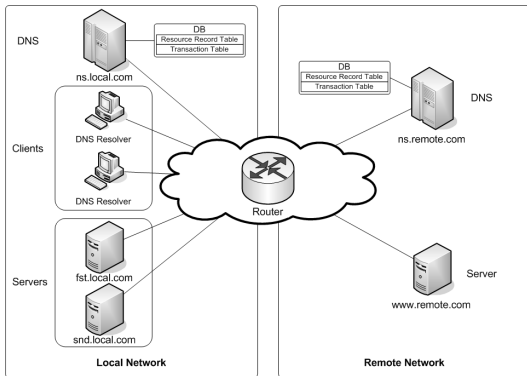 DNS
ns.local.com
DB
Resource Record Table
Transaction Table
Clients
DNS Resolver
DNS Resolver
Servers
fst.local.com
snd.local.com
Local Network
Router
DB
Resource Record Table
Transaction Table
DNS
ns.remote.com
Server
www.remote.com
Remote Network